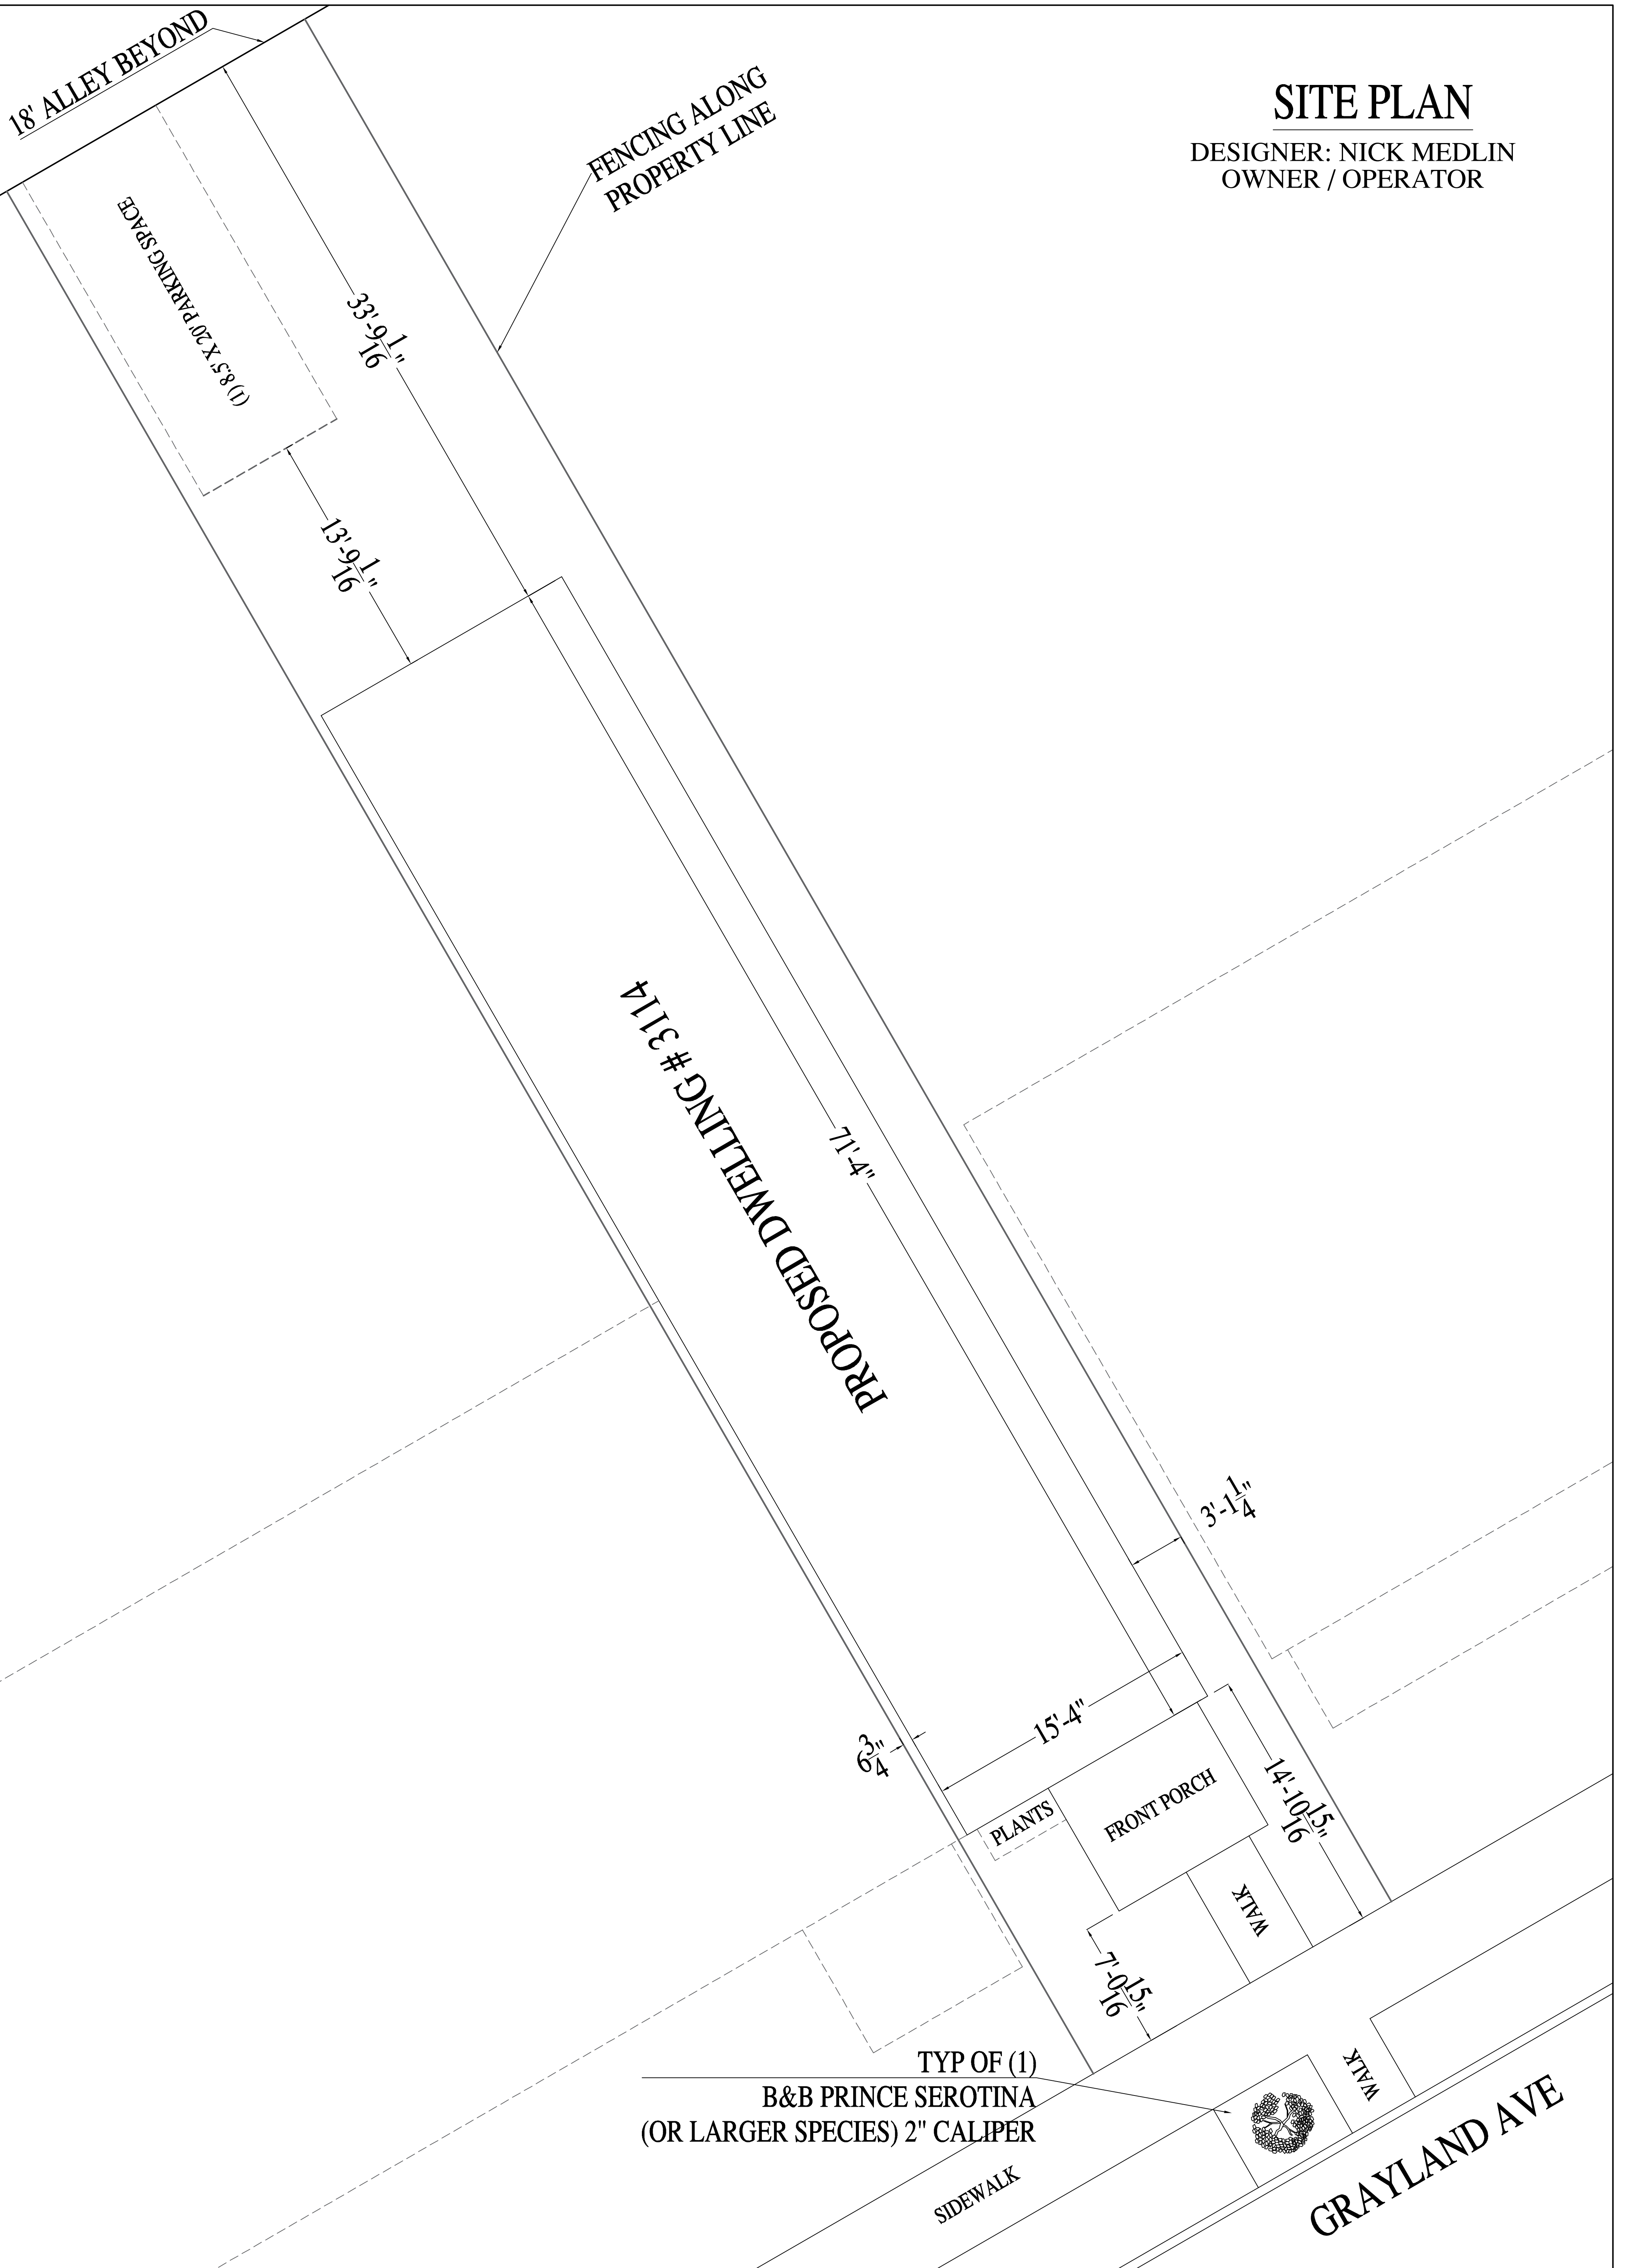 18' ALLEY BEYOND
FENCING ALONG
PROPERTY LINE
SITE PLAN
DESIGNER: NICK MEDLIN
OWNER / OPERATOR
(1) 8.5' X 20' PARKING SPACE
33'-9 1/16"
13'-9 1/16"
PROPOSED DWELLING # 3114
71'-4"
3'-1 1/4"
15'-4"
6 3/4"
PLANTS
FRONT PORCH
14'-10 15/16"
WALK
7'-0 15/16"
TYP OF (1)
B&B PRINCE SEROTINA
(OR LARGER SPECIES) 2" CALIPER
WALK
SIDEWALK
GRAYLAND AVE